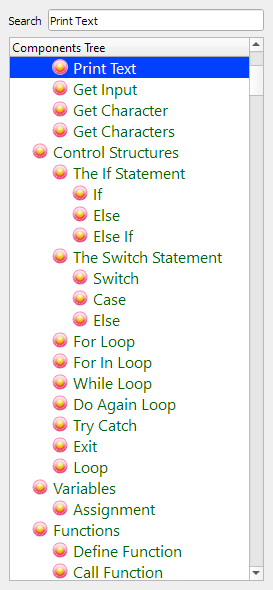 Search Print Text
Components Tree
Print Text
Get Input
Get Character
Get Characters
Control Structures
The If Statement
If
Else
Else If
The Switch Statement
Switch
Case
Else
For Loop
For In Loop
While Loop
Do Again Loop
Try Catch
Exit
Loop
Variables
Assignment
Functions
Define Function
Call Function